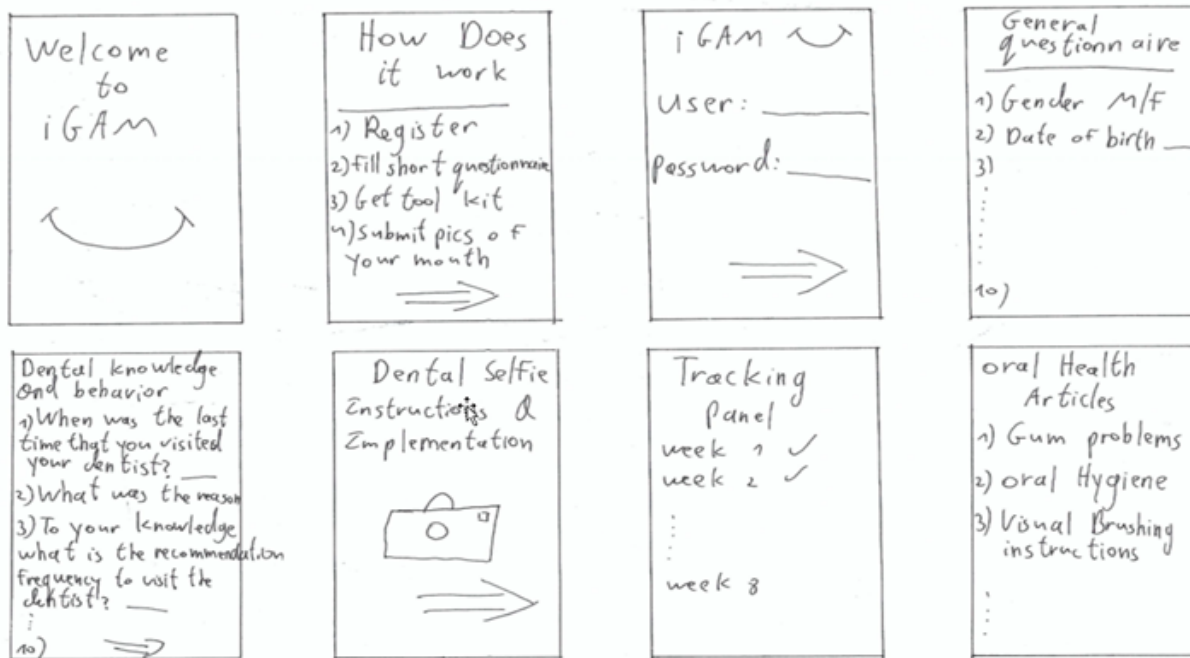 Welcome
to
iGAM
How Does
it work
1) Register
2) Fill short questionnaire
3) Get tool kit
4) Submit pics of
your mouth
iGAM
User: ______
Password: ______
General
questionnaire
1) Gender M/F
2) Date of birth __
3)
10)
Dental knowledge
and behavior
1) When was the last
time that you visited
your dentist? __
2) What was the reason
3) To your knowledge
what is the recommendation
frequency to visit the
dentist? ___
10)
Dental Selfie
Instructions &
Implementation
Tracking
Panel
week 1 ✓
week 2 ✓
week 8
oral Health
Articles
1) Gum problems
2) oral Hygiene
3) Visual Brushing
instructions